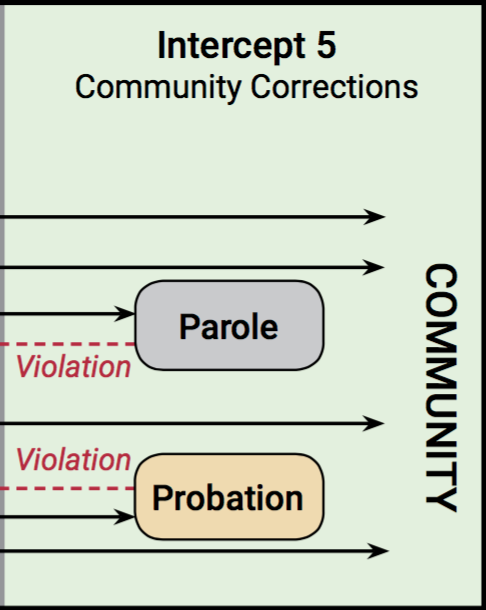 Intercept 5
Community Corrections
Parole
Violation
Violation
Probation
COMMUNITY